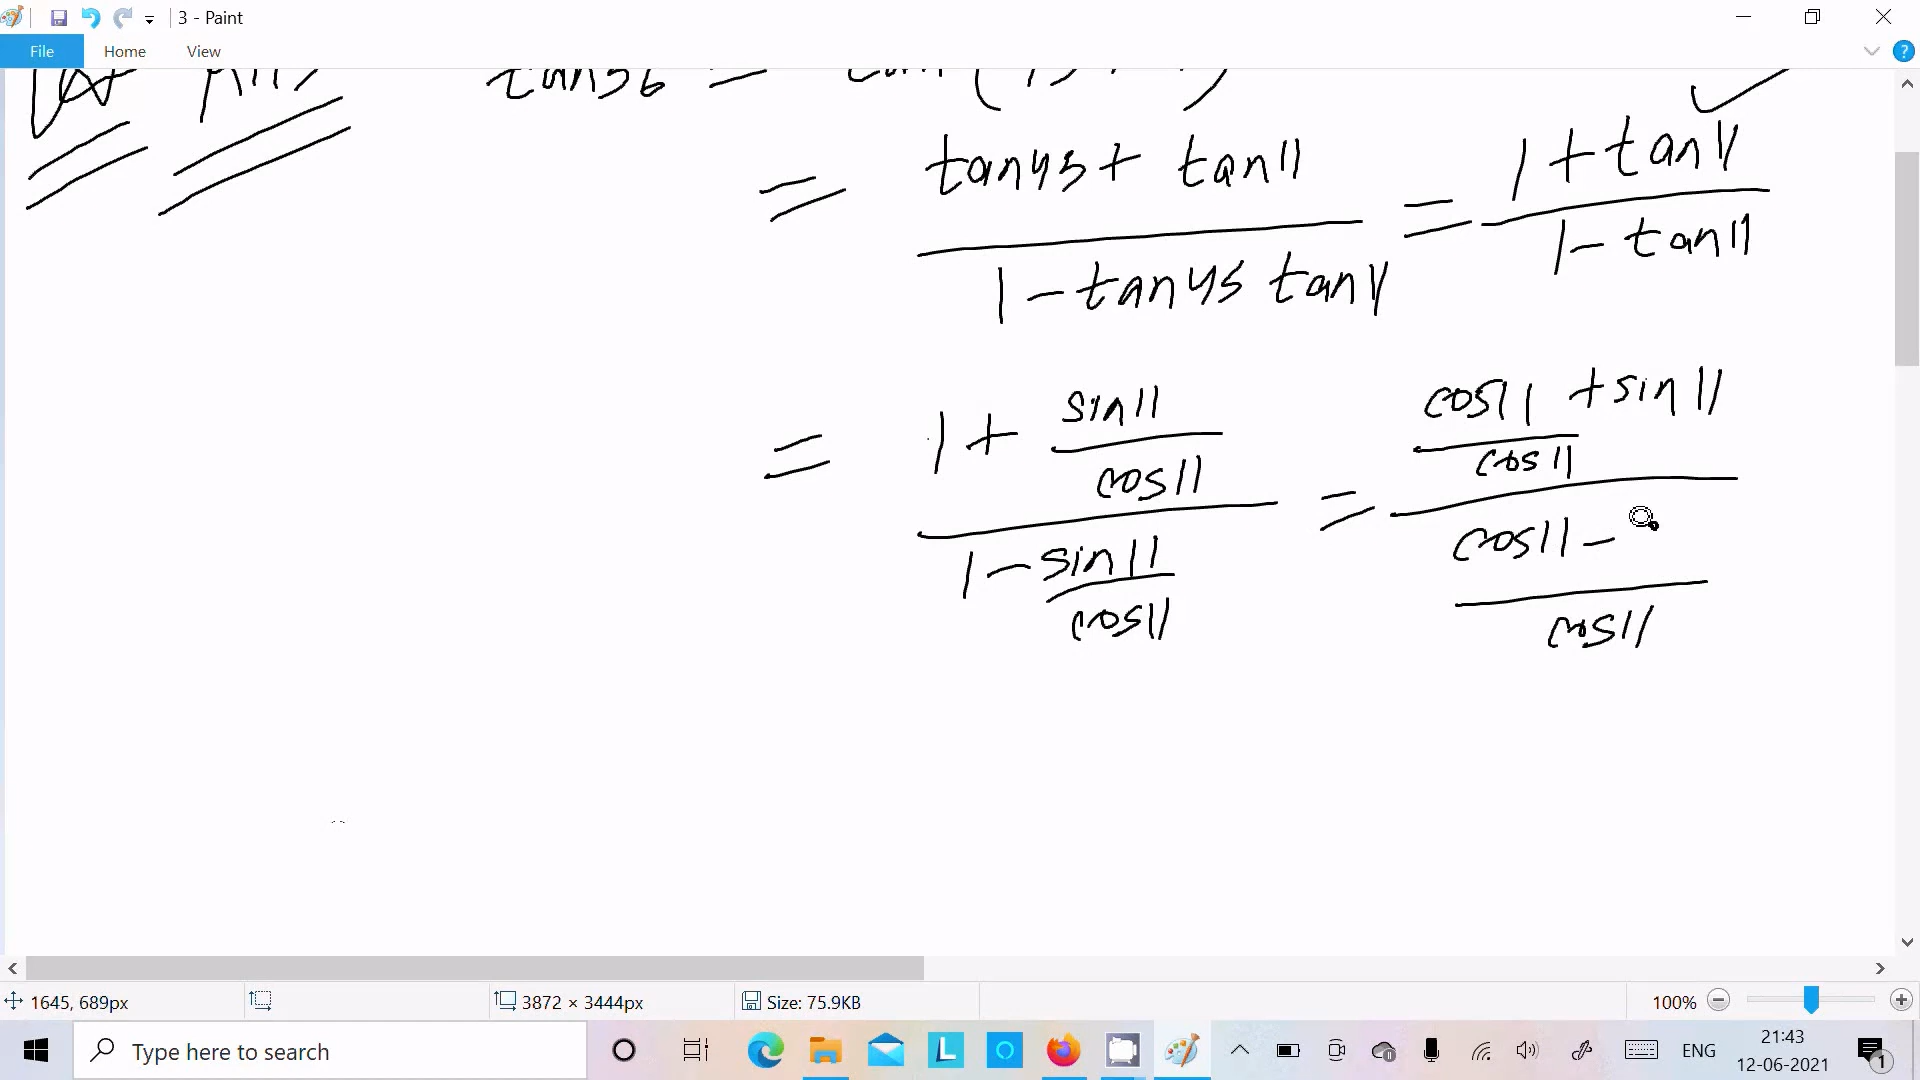 3 - Paint
File Home View
tan56 =
= tan45 + tan11 / 1 - tan45 tan11 = 1 + tan11 / 1 - tan11
= 1 + sin11 / cos11 / 1 - sin11 / cos11 = cos11 + sin11 / cos11 / cos11 - / cos11
1645, 689px 3872 × 3444px Size: 75.9KB 100%
Type here to search ENG 21:43
12-06-2021 1